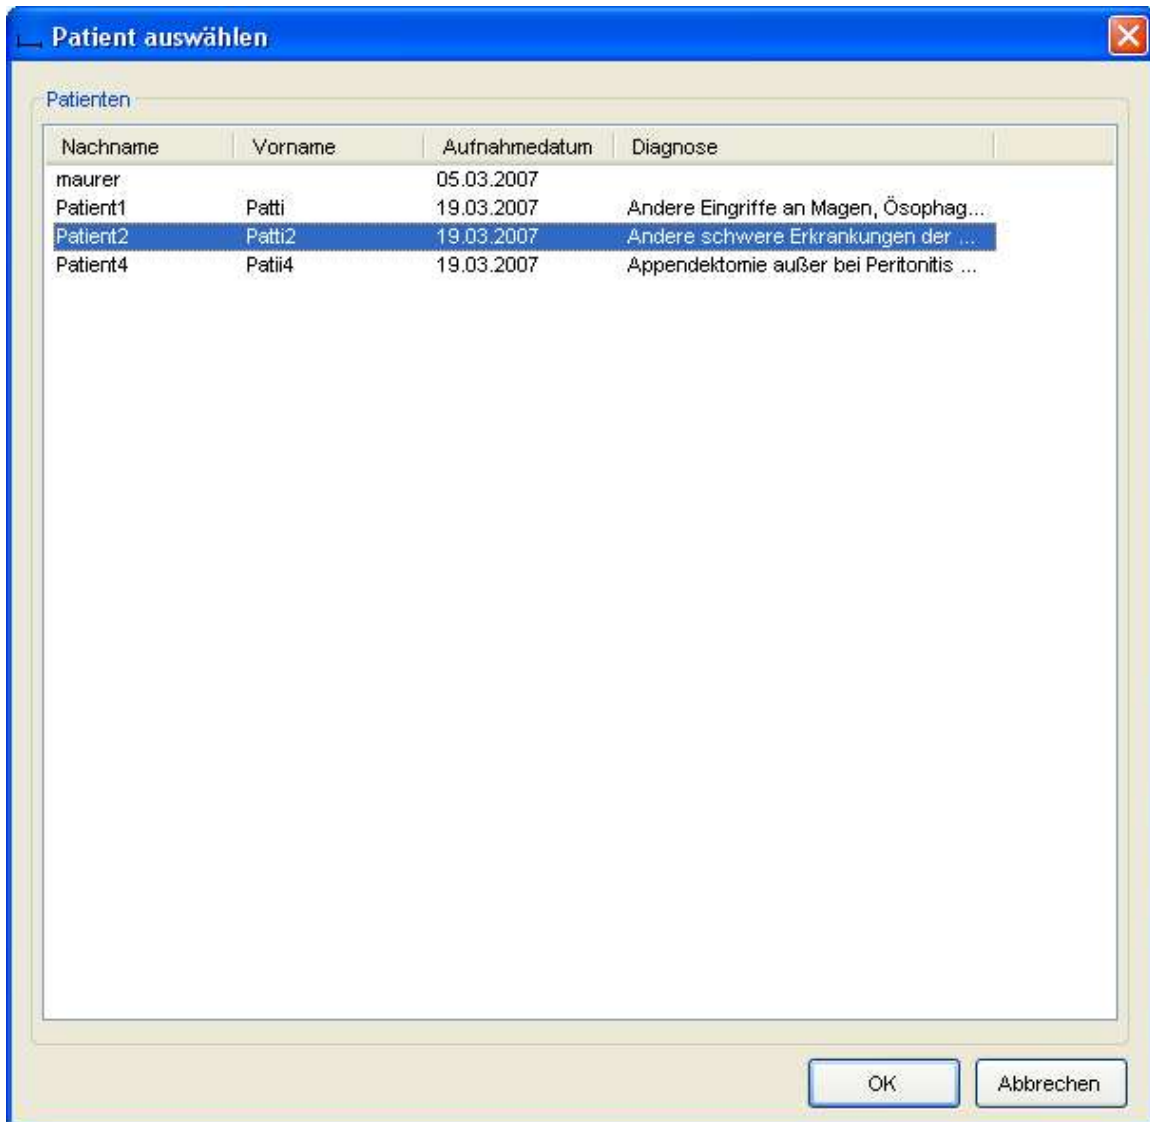 Patient auswählen
Patienten
Nachname Vorname Aufnahmedatum Diagnose
maurer 05.03.2007
Patient1 Patti 19.03.2007 Andere Eingriffe an Magen, Ösophag...
Patient2 Patti2 19.03.2007 Andere schwere Erkrankungen der ...
Patient4 Patii4 19.03.2007 Appendektomie außer bei Peritonitis ...
OK Abbrechen